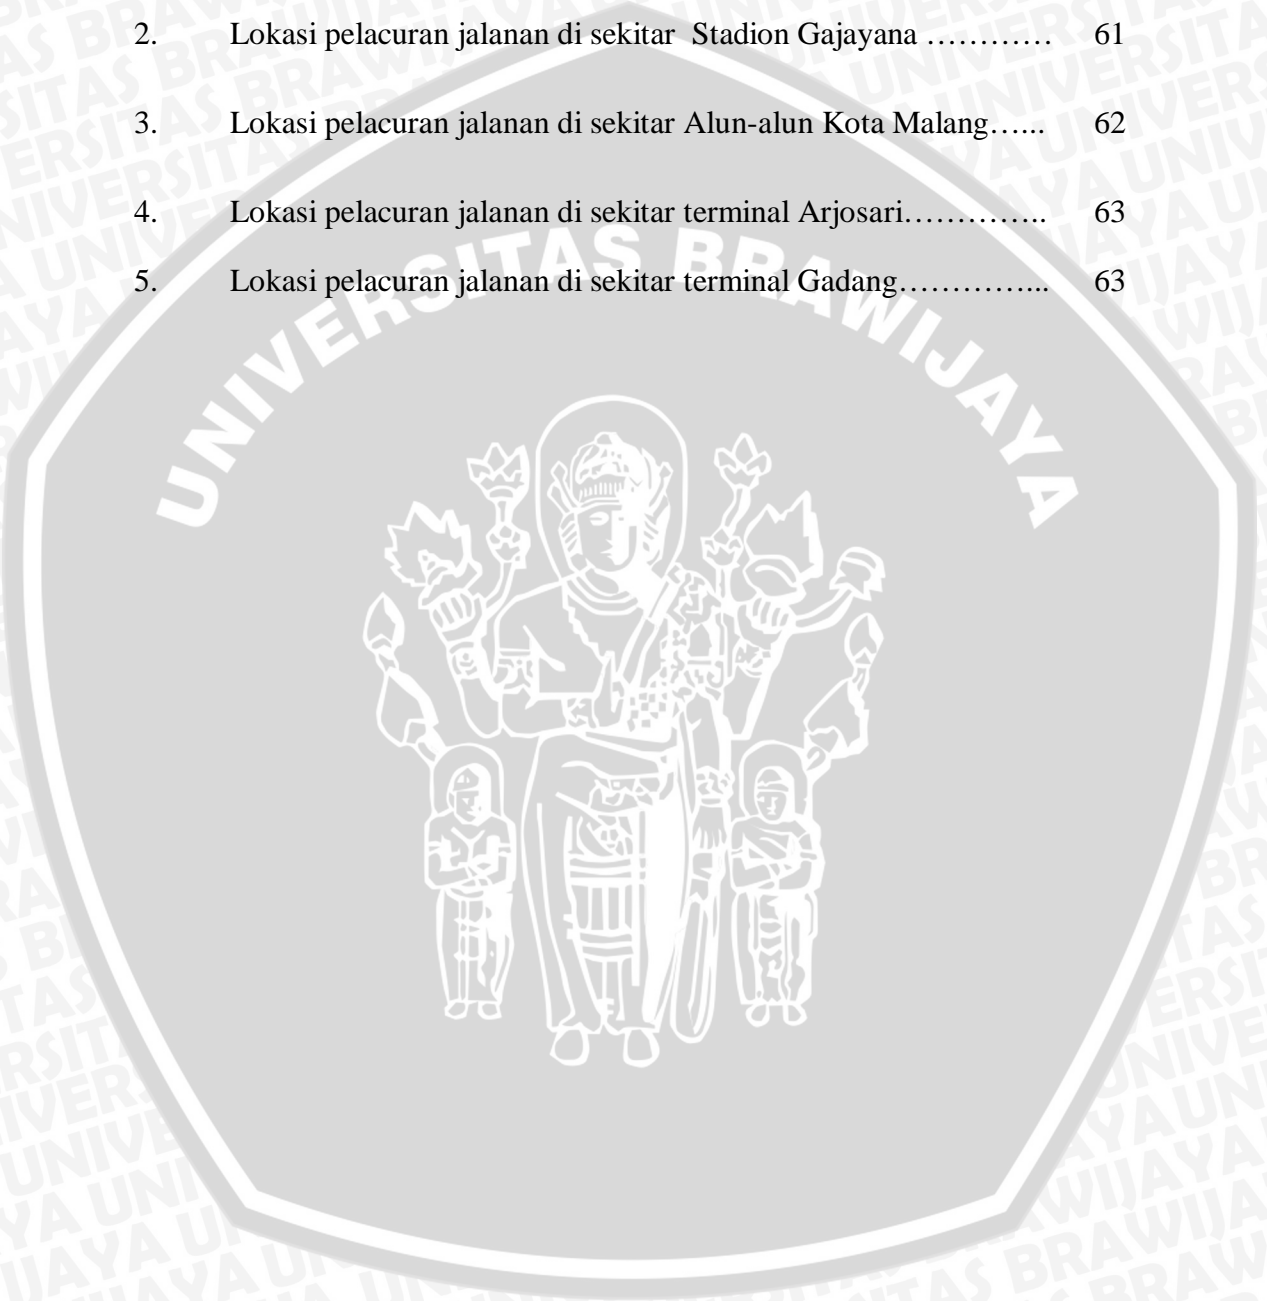 2. Lokasi pelacuran jalanan di sekitar  Stadion Gajayana ………… 61
3. Lokasi pelacuran jalanan di sekitar Alun-alun Kota Malang…... 62
4. Lokasi pelacuran jalanan di sekitar terminal Arjosari………….. 63
5. Lokasi pelacuran jalanan di sekitar terminal Gadang…………... 63
UNIVERSITAS BRAWIJAYA